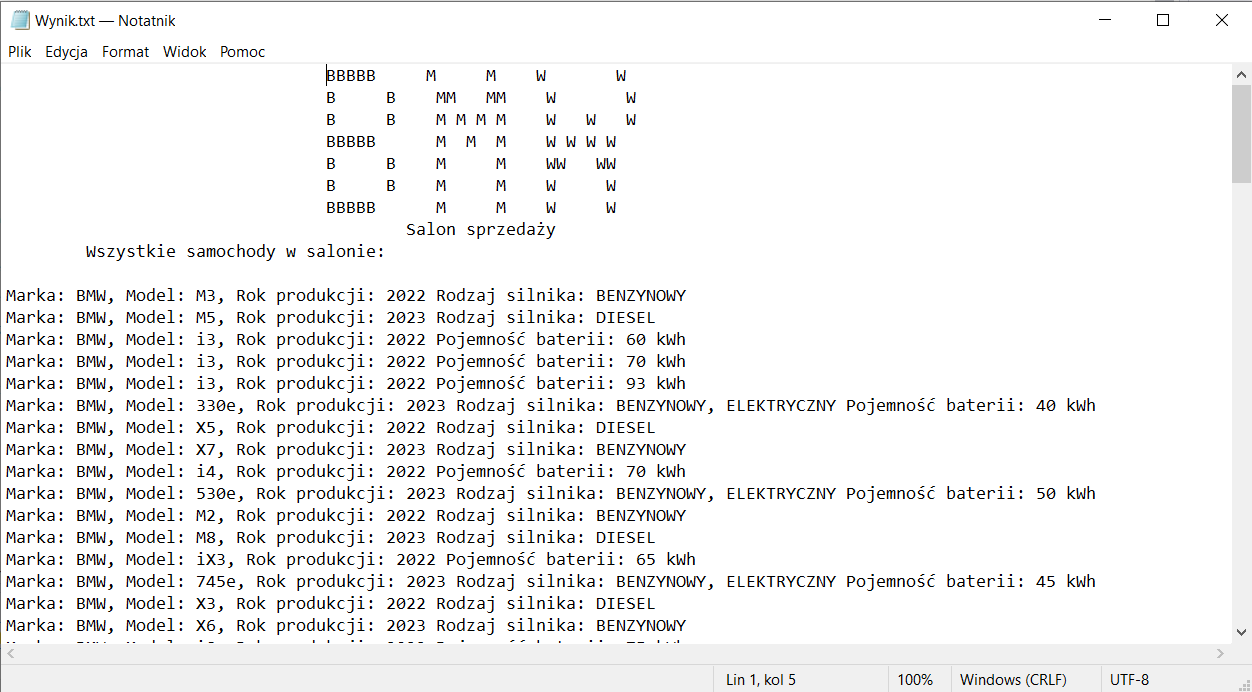 Wynik.txt — Notatnik
Plik Edycja Format Widok Pomoc
BBBBB     M     M    W       W
B     B    MM   MM    W       W
B     B    M M M M    W   W   W
BBBBB      M  M  M    W W W W
B     B    M     M    WW   WW
B     B    M     M    W     W
BBBBB      M     M    W     W
Salon sprzedaży
Wszystkie samochody w salonie:
Marka: BMW, Model: M3, Rok produkcji: 2022 Rodzaj silnika: BENZYNOWY
Marka: BMW, Model: M5, Rok produkcji: 2023 Rodzaj silnika: DIESEL
Marka: BMW, Model: i3, Rok produkcji: 2022 Pojemność baterii: 60 kWh
Marka: BMW, Model: i3, Rok produkcji: 2022 Pojemność baterii: 70 kWh
Marka: BMW, Model: i3, Rok produkcji: 2022 Pojemność baterii: 93 kWh
Marka: BMW, Model: 330e, Rok produkcji: 2023 Rodzaj silnika: BENZYNOWY, ELEKTRYCZNY Pojemność baterii: 40 kWh
Marka: BMW, Model: X5, Rok produkcji: 2022 Rodzaj silnika: DIESEL
Marka: BMW, Model: X7, Rok produkcji: 2023 Rodzaj silnika: BENZYNOWY
Marka: BMW, Model: i4, Rok produkcji: 2022 Pojemność baterii: 70 kWh
Marka: BMW, Model: 530e, Rok produkcji: 2023 Rodzaj silnika: BENZYNOWY, ELEKTRYCZNY Pojemność baterii: 50 kWh
Marka: BMW, Model: M2, Rok produkcji: 2022 Rodzaj silnika: BENZYNOWY
Marka: BMW, Model: M8, Rok produkcji: 2023 Rodzaj silnika: DIESEL
Marka: BMW, Model: iX3, Rok produkcji: 2022 Pojemność baterii: 65 kWh
Marka: BMW, Model: 745e, Rok produkcji: 2023 Rodzaj silnika: BENZYNOWY, ELEKTRYCZNY Pojemność baterii: 45 kWh
Marka: BMW, Model: X3, Rok produkcji: 2022 Rodzaj silnika: DIESEL
Marka: BMW, Model: X6, Rok produkcji: 2023 Rodzaj silnika: BENZYNOWY
Lin 1, kol 5 100% Windows (CRLF) UTF-8